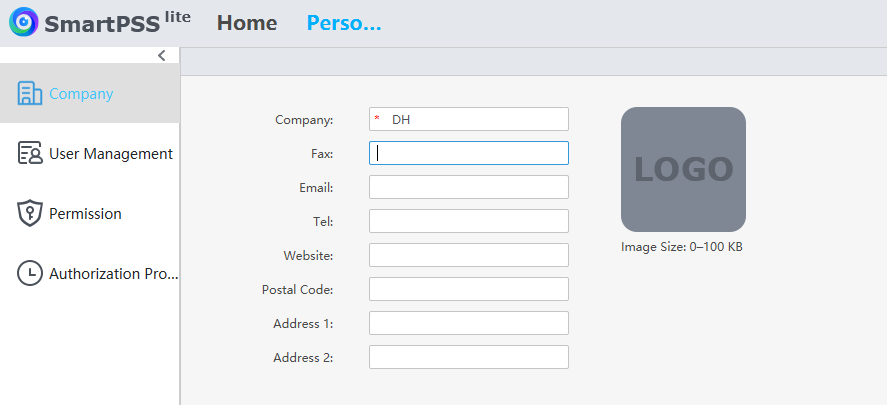 SmartPSS lite Home Perso...
Company
User Management
Permission
Authorization Pro...
Company: * DH
Fax:
Email:
Tel:
Website:
Postal Code:
Address 1:
Address 2:
LOGO
Image Size: 0–100 KB